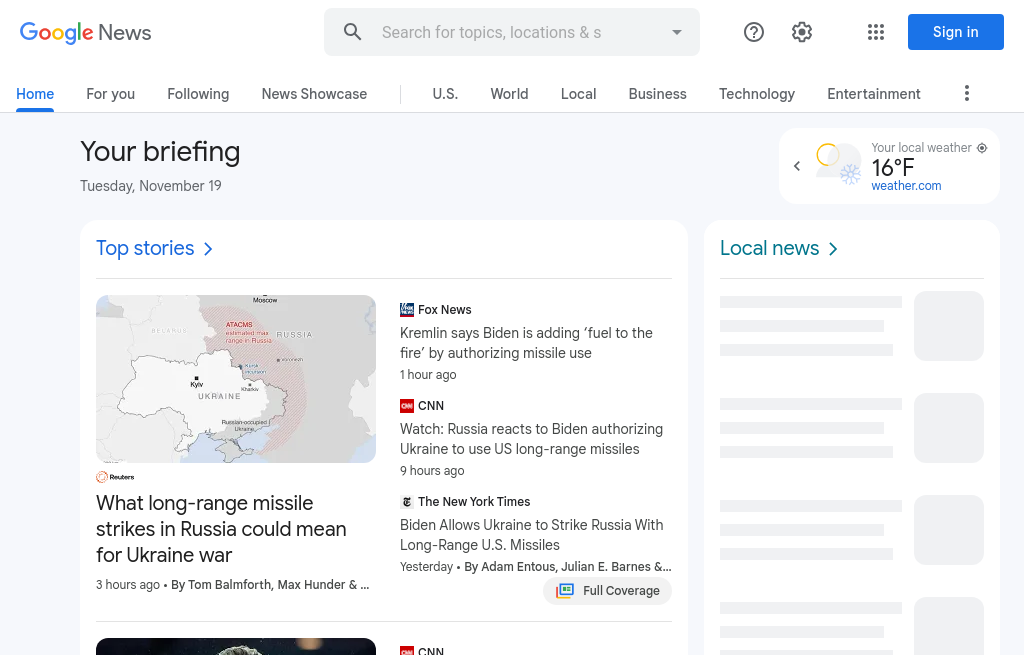 Google News
Search for topics, locations & s
Sign in
Home
For you
Following
News Showcase
U.S.
World
Local
Business
Technology
Entertainment
Your briefing
Tuesday, November 19
Your local weather
16°F
weather.com
Top stories
Moscow
BELARUS
ATACMS
estimated max
range in Russia
RUSSIA
Voronezh
Kursk
incursion
Kyiv
Kharkiv
UKRAINE
Russian-occupied
Ukraine
Reuters
What long-range missile
strikes in Russia could mean
for Ukraine war
3 hours ago • By Tom Balmforth, Max Hunder & ...
Fox News
Kremlin says Biden is adding ‘fuel to the
fire’ by authorizing missile use
1 hour ago
CNN
Watch: Russia reacts to Biden authorizing
Ukraine to use US long-range missiles
9 hours ago
The New York Times
Biden Allows Ukraine to Strike Russia With
Long-Range U.S. Missiles
Yesterday • By Adam Entous, Julian E. Barnes &...
Full Coverage
CNN
Local news